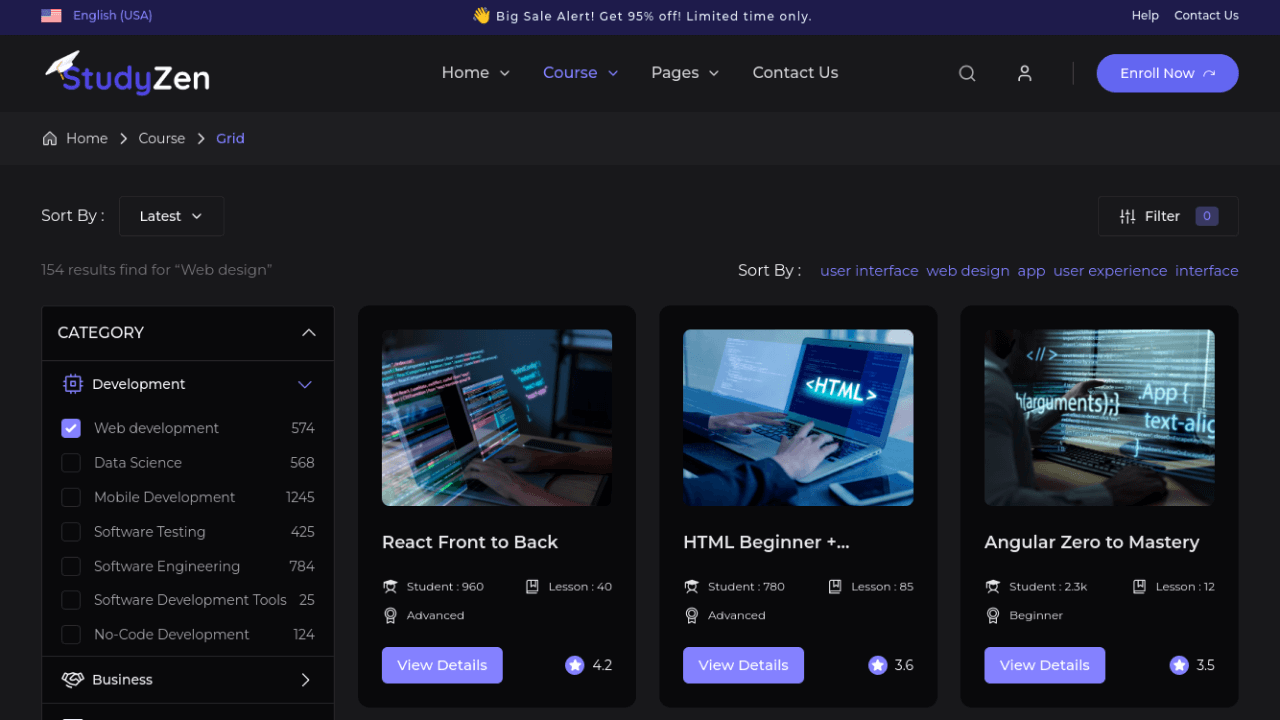 English (USA)
👋 Big Sale Alert! Get 95% off! Limited time only.
Help Contact Us
StudyZen
Home Course Pages Contact Us
Enroll Now
Home Course Grid
Sort By : Latest
Filter 0
154 results find for “Web design”
Sort By : user interface web design app user experience interface
CATEGORY
Development
Web development 574
Data Science 568
Mobile Development 1245
Software Testing 425
Software Engineering 784
Software Development Tools 25
No-Code Development 124
Business
React Front to Back
Student : 960 Lesson : 40
Advanced
View Details 4.2
<HTML>
HTML Beginner +...
Student : 780 Lesson : 85
Advanced
View Details 3.6
<//>
.App {
(arguments);}
text-alig
Angular Zero to Mastery
Student : 2.3k Lesson : 12
Beginner
View Details 3.5